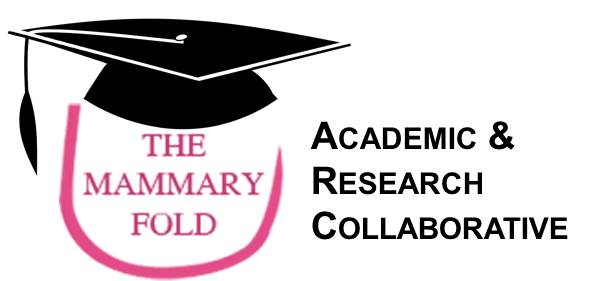 THE
MAMMARY
FOLD
ACADEMIC &
RESEARCH
COLLABORATIVE